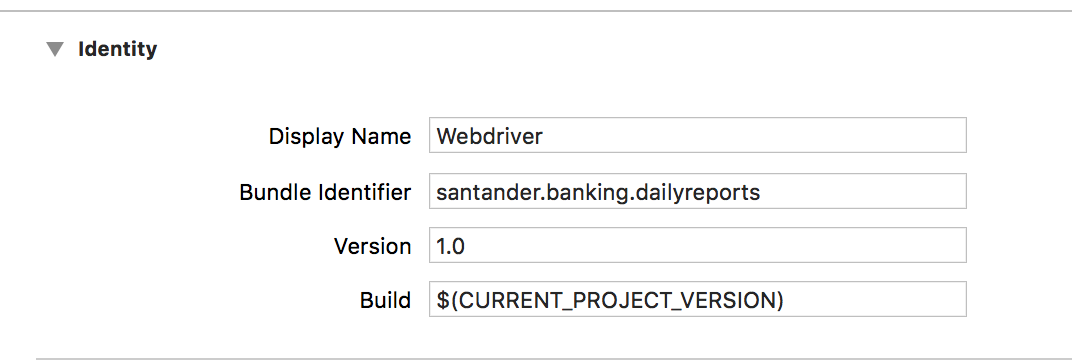 Identity
Display Name Webdriver
Bundle Identifier santander.banking.dailyreports
Version 1.0
Build $(CURRENT_PROJECT_VERSION)